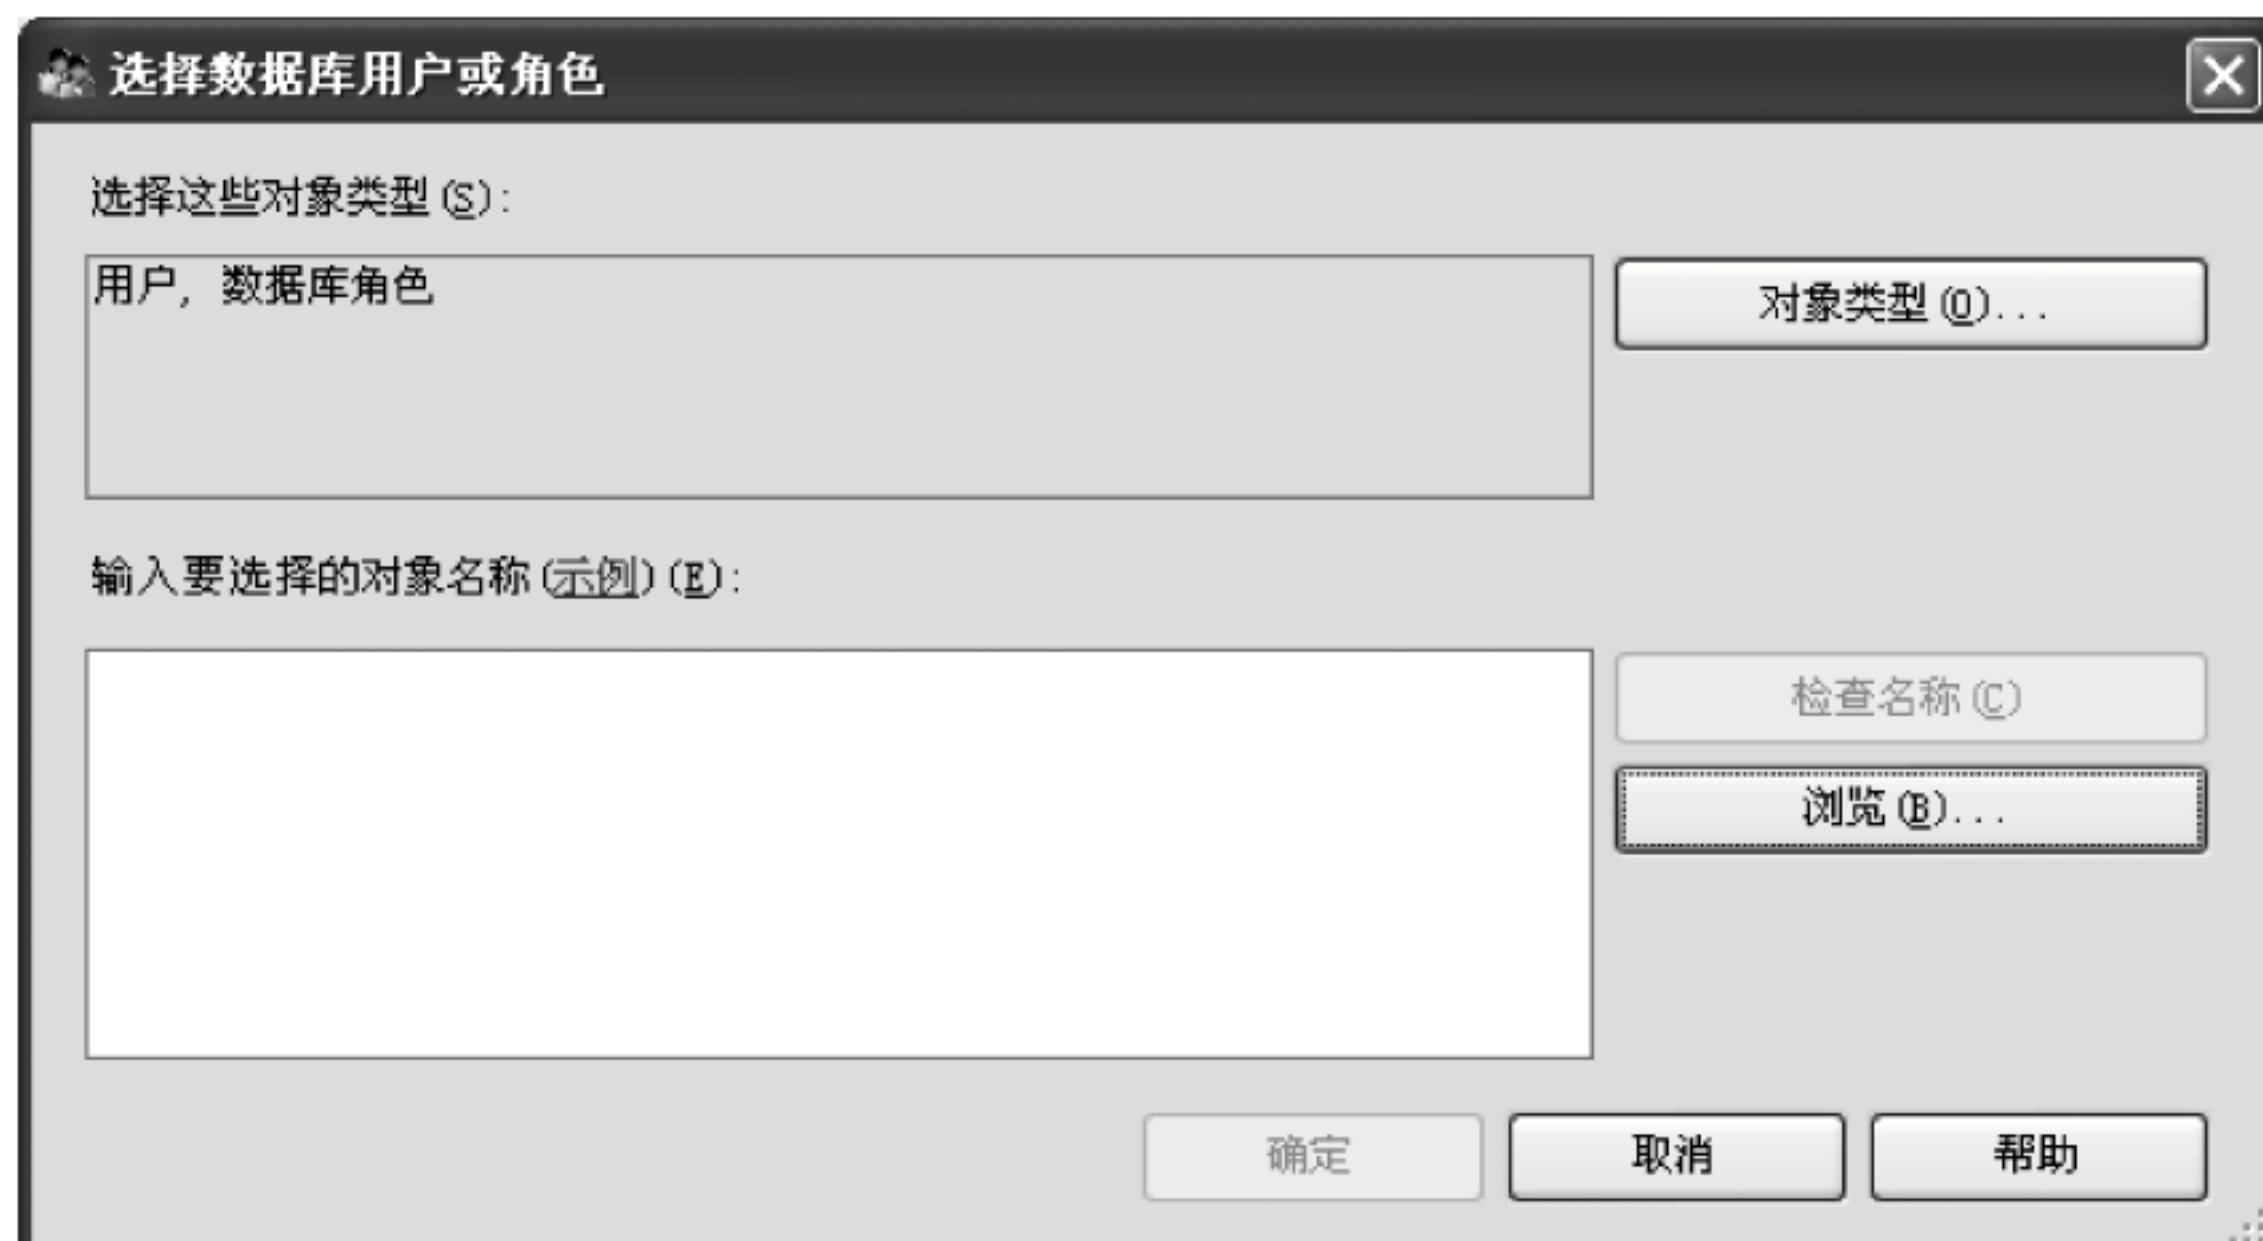 选择数据库用户或角色
选择这些对象类型(S):
用户, 数据库角色
对象类型(O)...
输入要选择的对象名称(示例)(E):
检查名称(C)
浏览(B)...
确定
取消
帮助